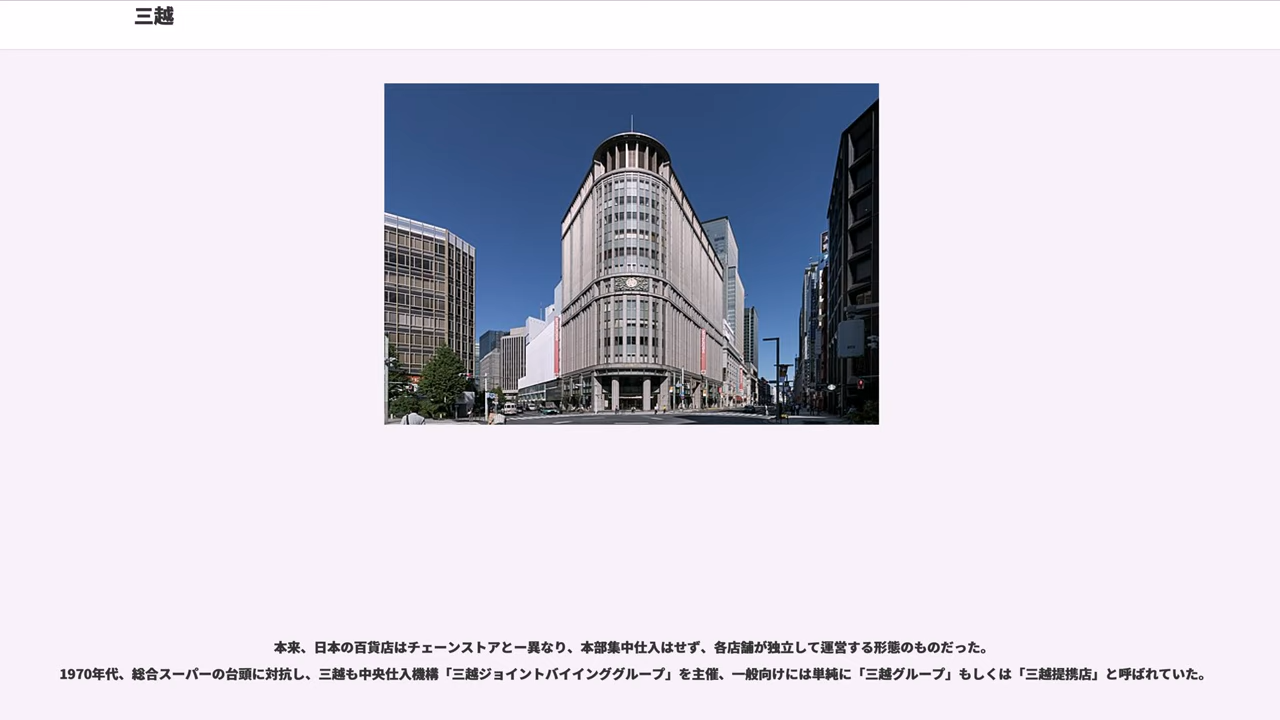 三越
本来、日本の百貨店はチェーンストアとー異なり、本部集中仕入はせず、各店舗が独立して運営する形態のものだった。
1970年代、総合スーパーの台頭に対抗し、三越も中央仕入機構「三越ジョイントバイインググループ」を主催、一般向けには単純に「三越グループ」もしくは「三越提携店」と呼ばれていた。